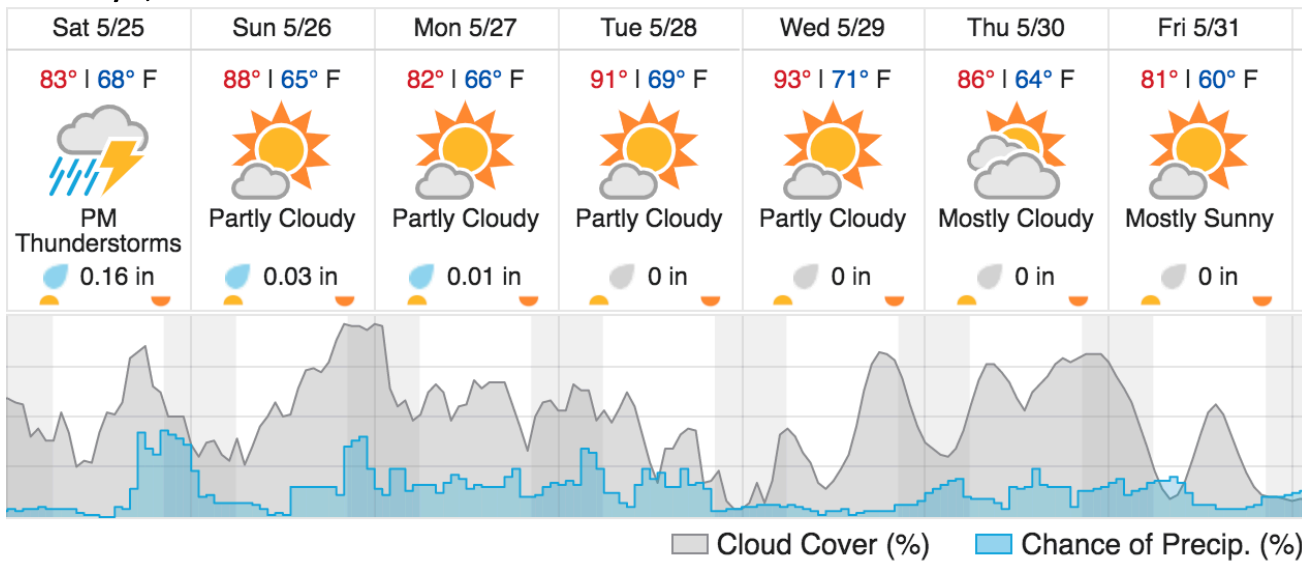 Sat 5/25 Sun 5/26 Mon 5/27 Tue 5/28 Wed 5/29 Thu 5/30 Fri 5/31
83° | 68° F 88° | 65° F 82° | 66° F 91° | 69° F 93° | 71° F 86° | 64° F 81° | 60° F
PM Partly Cloudy Partly Cloudy Partly Cloudy Partly Cloudy Mostly Cloudy Mostly Sunny
Thunderstorms
0.16 in 0.03 in 0.01 in 0 in 0 in 0 in 0 in
Cloud Cover (%) Chance of Precip. (%)